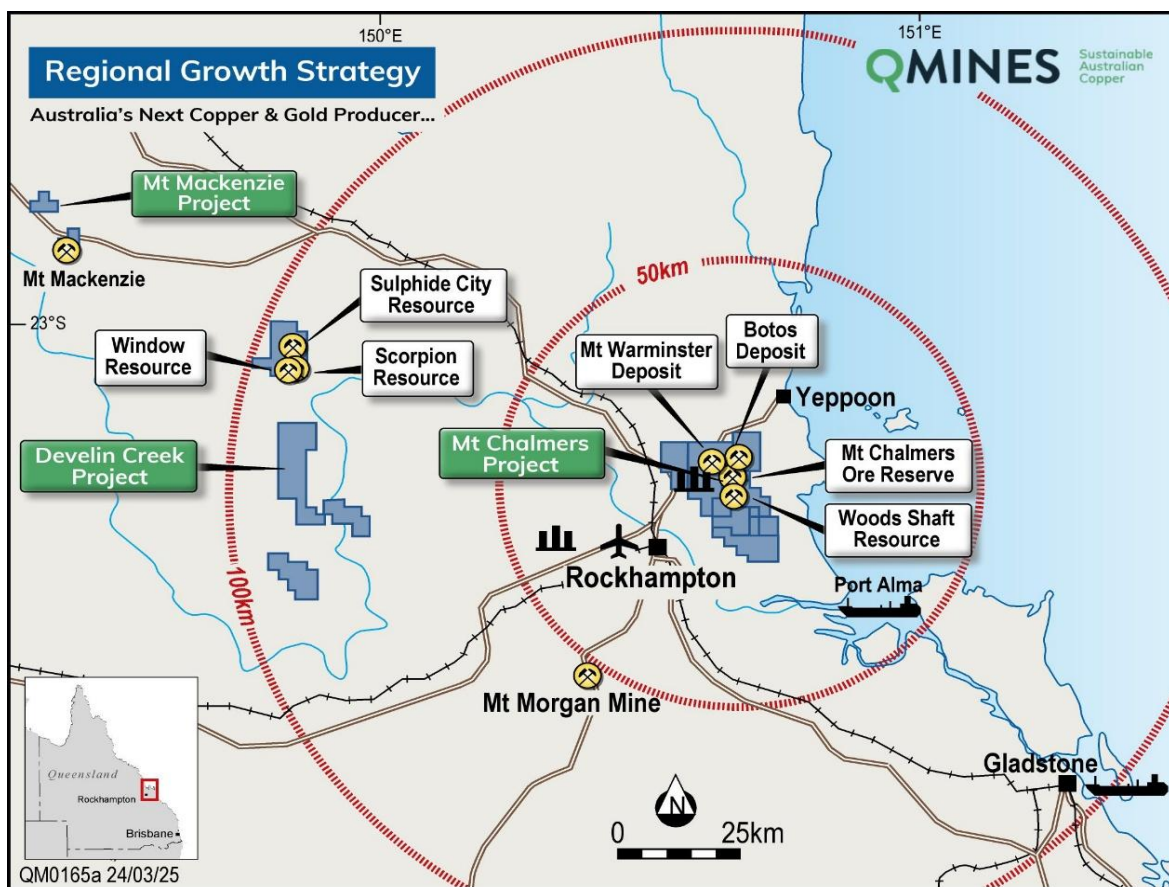 150°E
151°E
Regional Growth Strategy
Australia's Next Copper & Gold Producer...
QMINES
Sustainable
Australian
Copper
Mt Mackenzie
Project
Mt Mackenzie
50km
Sulphide City
Resource
23°S
Window
Resource
Scorpion
Resource
Mt Warminster
Deposit
Botos
Deposit
Yeppoon
Develin Creek
Project
Mt Chalmers
Project
Mt Chalmers
Ore Reserve
Woods Shaft
Resource
Rockhampton
100km
Port Alma
Mt Morgan Mine
Gladstone
Queensland
Rockhampton
Brisbane
N
0 25km
QM0165a 24/03/25